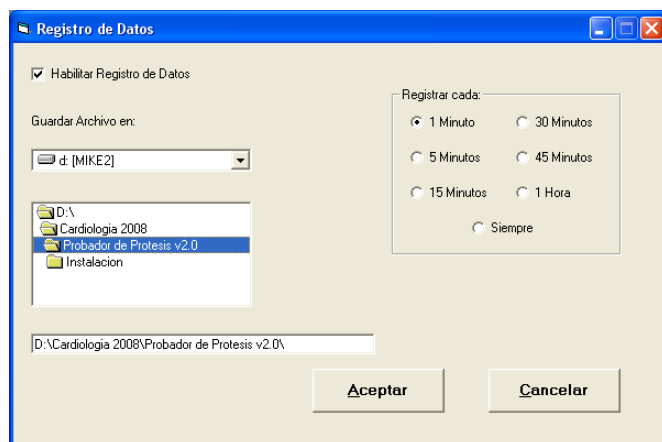 Registro de Datos
Habilitar Registro de Datos
Guardar Archivo en:
d: [MIKE2]
D:\
Cardiologia 2008
Probador de Protesis v2.0
Instalacion
D:\Cardiologia 2008\Probador de Protesis v2.0\
Registrar cada:
1 Minuto
30 Minutos
5 Minutos
45 Minutos
15 Minutos
1 Hora
Siempre
Aceptar
Cancelar